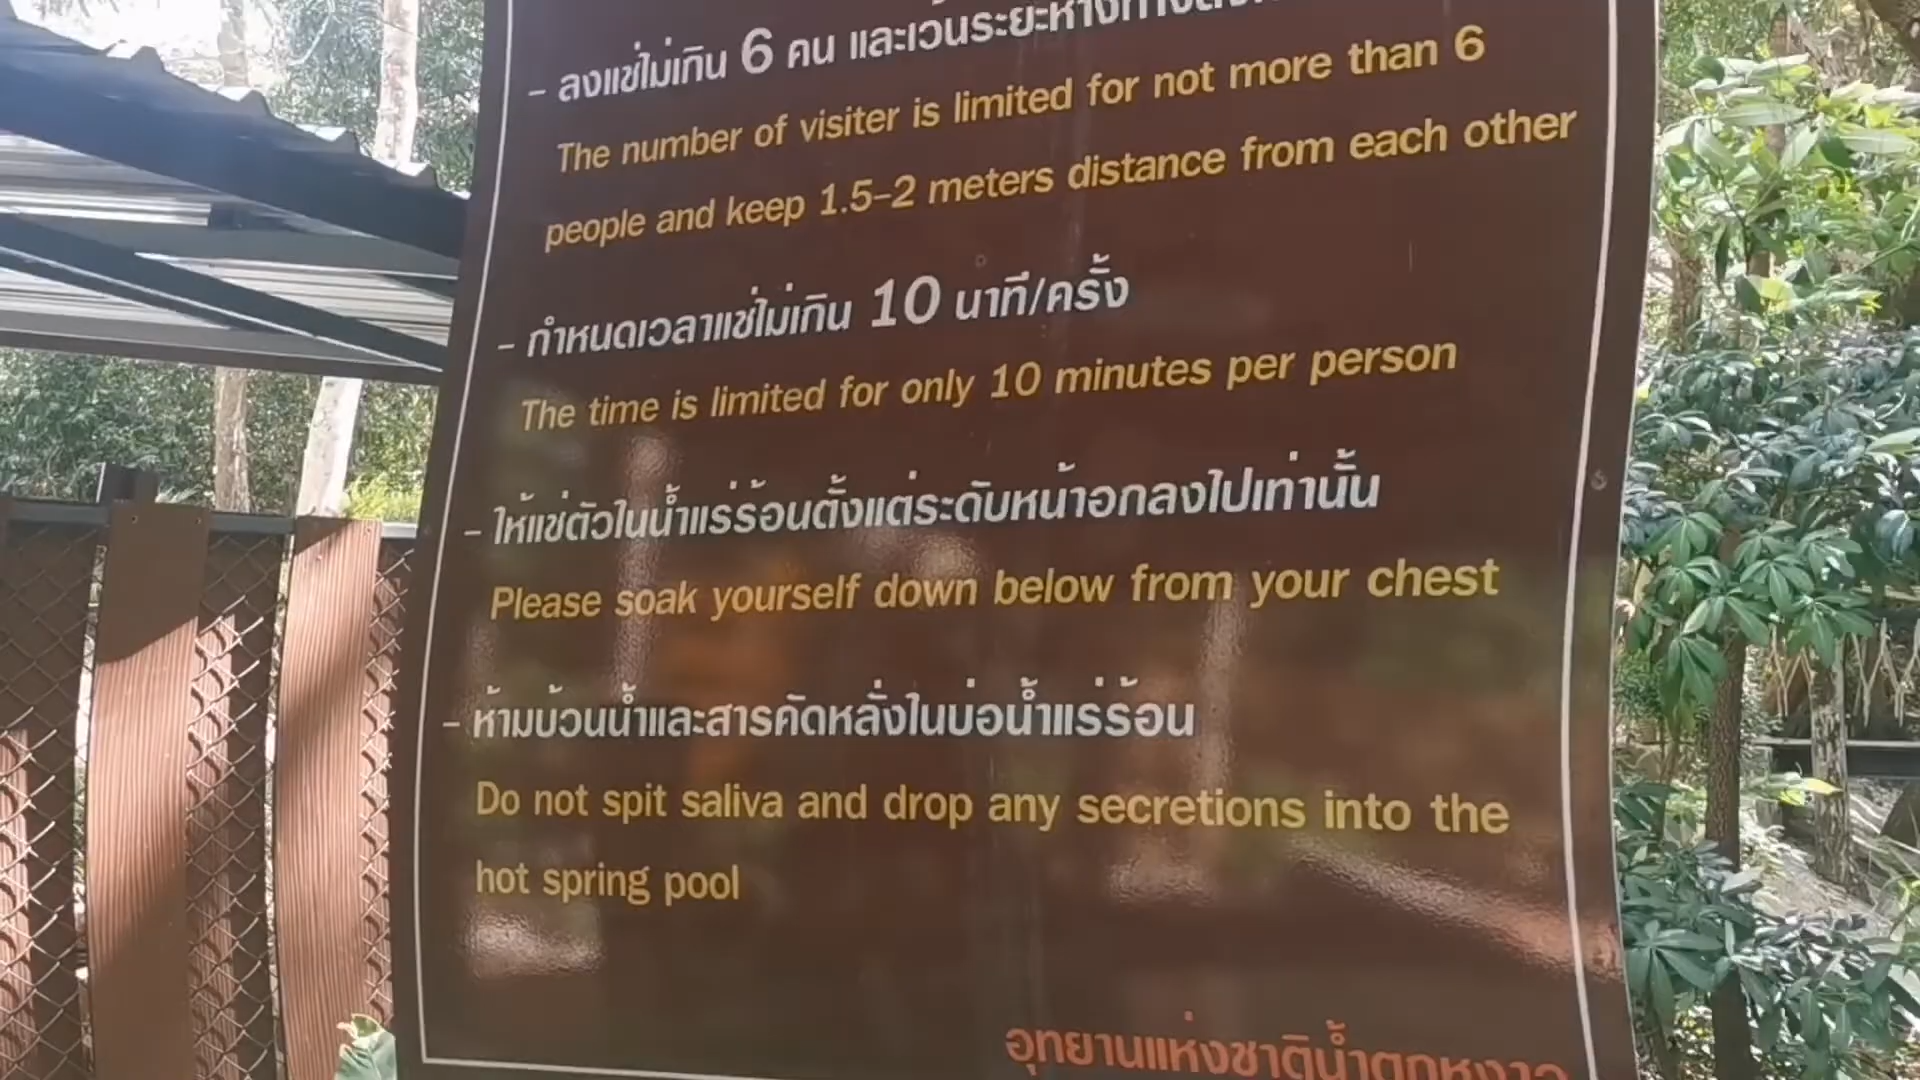 - ลงแช่ไม่เกิน 6 คน และเว้นระยะห่างทาง
The number of visiter is limited for not more than 6
people and keep 1.5-2 meters distance from each other
- กำหนดเวลาแช่ไม่เกิน 10 นาที/ครั้ง
The time is limited for only 10 minutes per person
- ให้แช่ตัวในน้ำแร่ร้อนตั้งแต่ระดับหน้าอกลงไปเท่านั้น
Please soak yourself down below from your chest
- ห้ามบ้วนน้ำและสารคัดหลั่งในบ่อน้ำแร่ร้อน
Do not spit saliva and drop any secretions into the
hot spring pool
อุทยานแห่งชาติน้ำตกหงาว